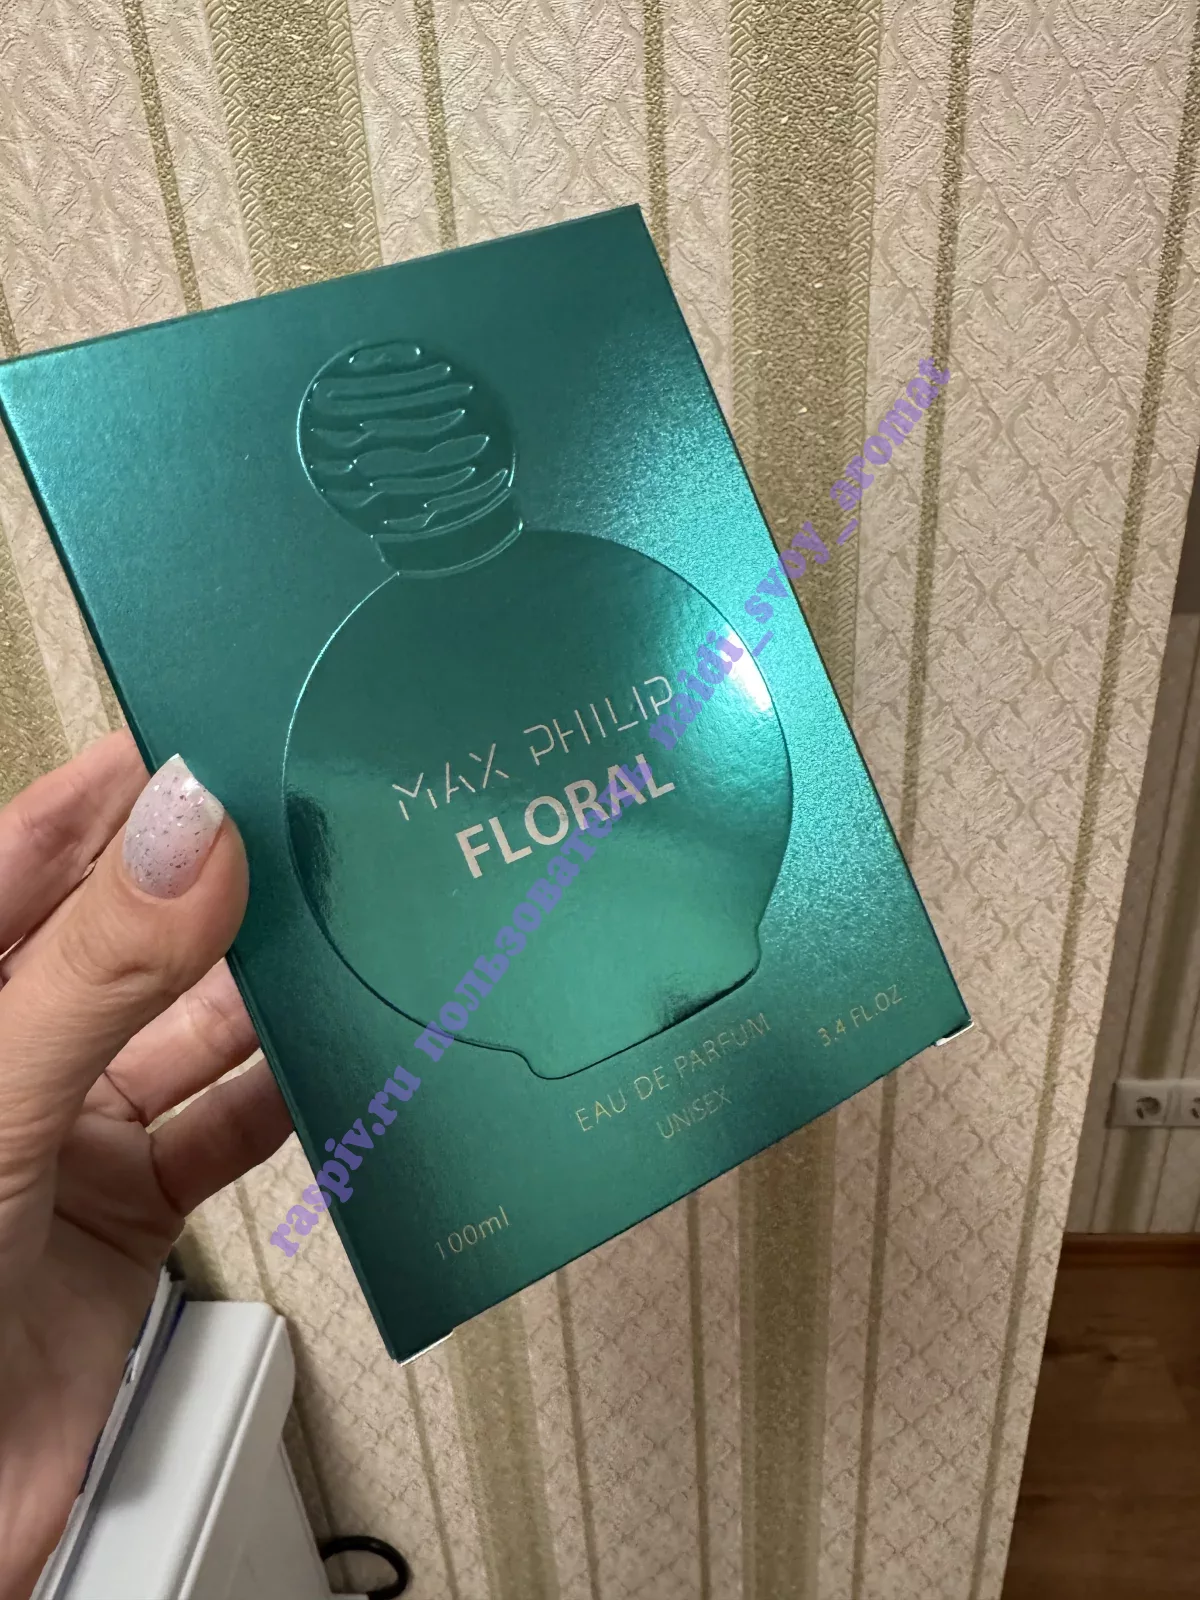 MAX PHILIP
FLORAL
EAU DE PARFUM
UNISEX
100ml
3.4 FL.OZ
raspiv.ru пользователь naidi_svoy_aromat